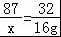 87/x = 32/16g